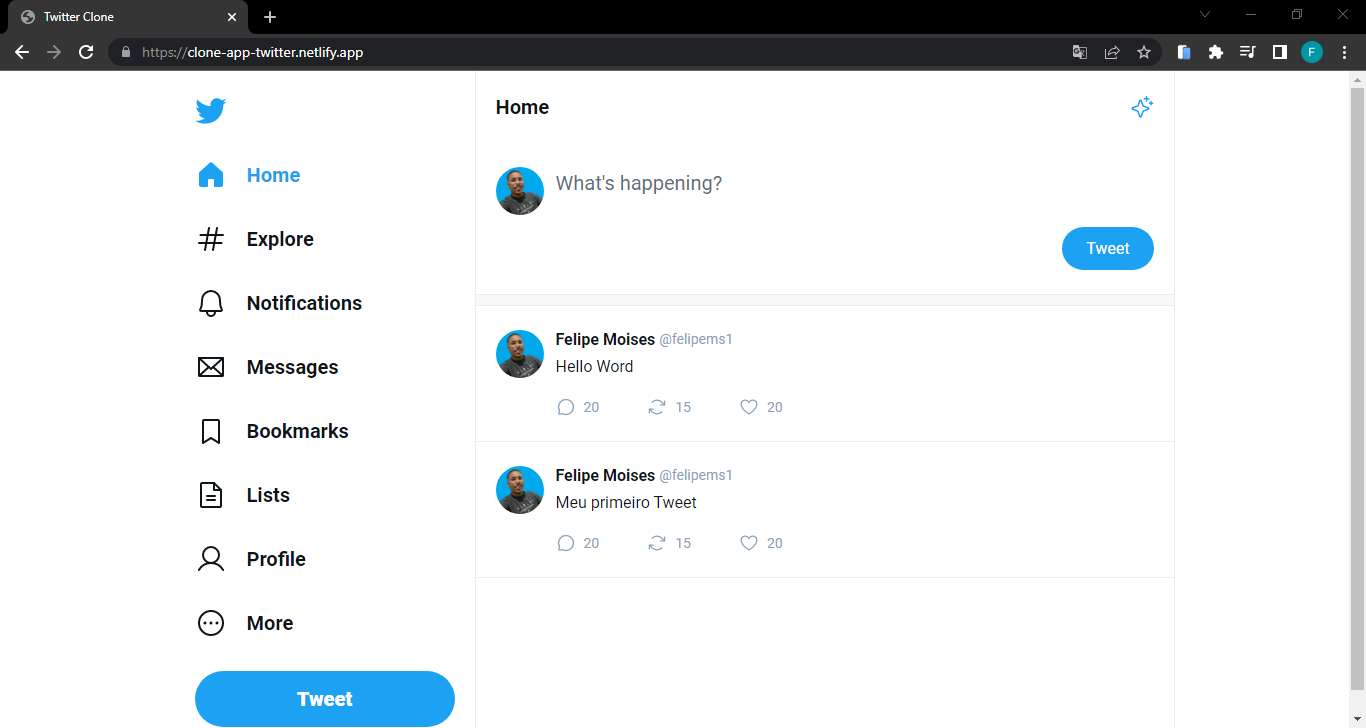 Twitter Clone
https://clone-app-twitter.netlify.app
F
Home
Explore
Notifications
Messages
Bookmarks
Lists
Profile
More
Tweet
Home
What's happening?
Tweet
Felipe Moises @felipems1
Hello Word
20 15 20
Felipe Moises @felipems1
Meu primeiro Tweet
20 15 20